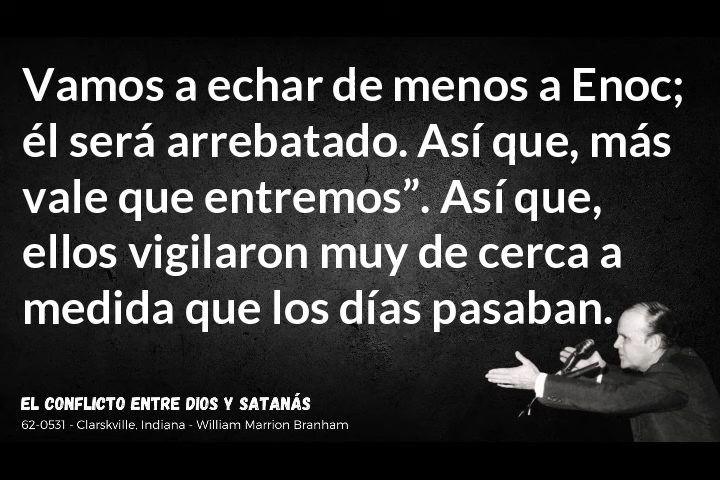 Vamos a echar de menos a Enoc;
él será arrebatado. Así que, más
vale que entremos”. Así que,
ellos vigilaron muy de cerca a
medida que los días pasaban.
EL CONFLICTO ENTRE DIOS Y SATANÁS
62-0531 - Clarskville, Indiana - William Marrion Branham